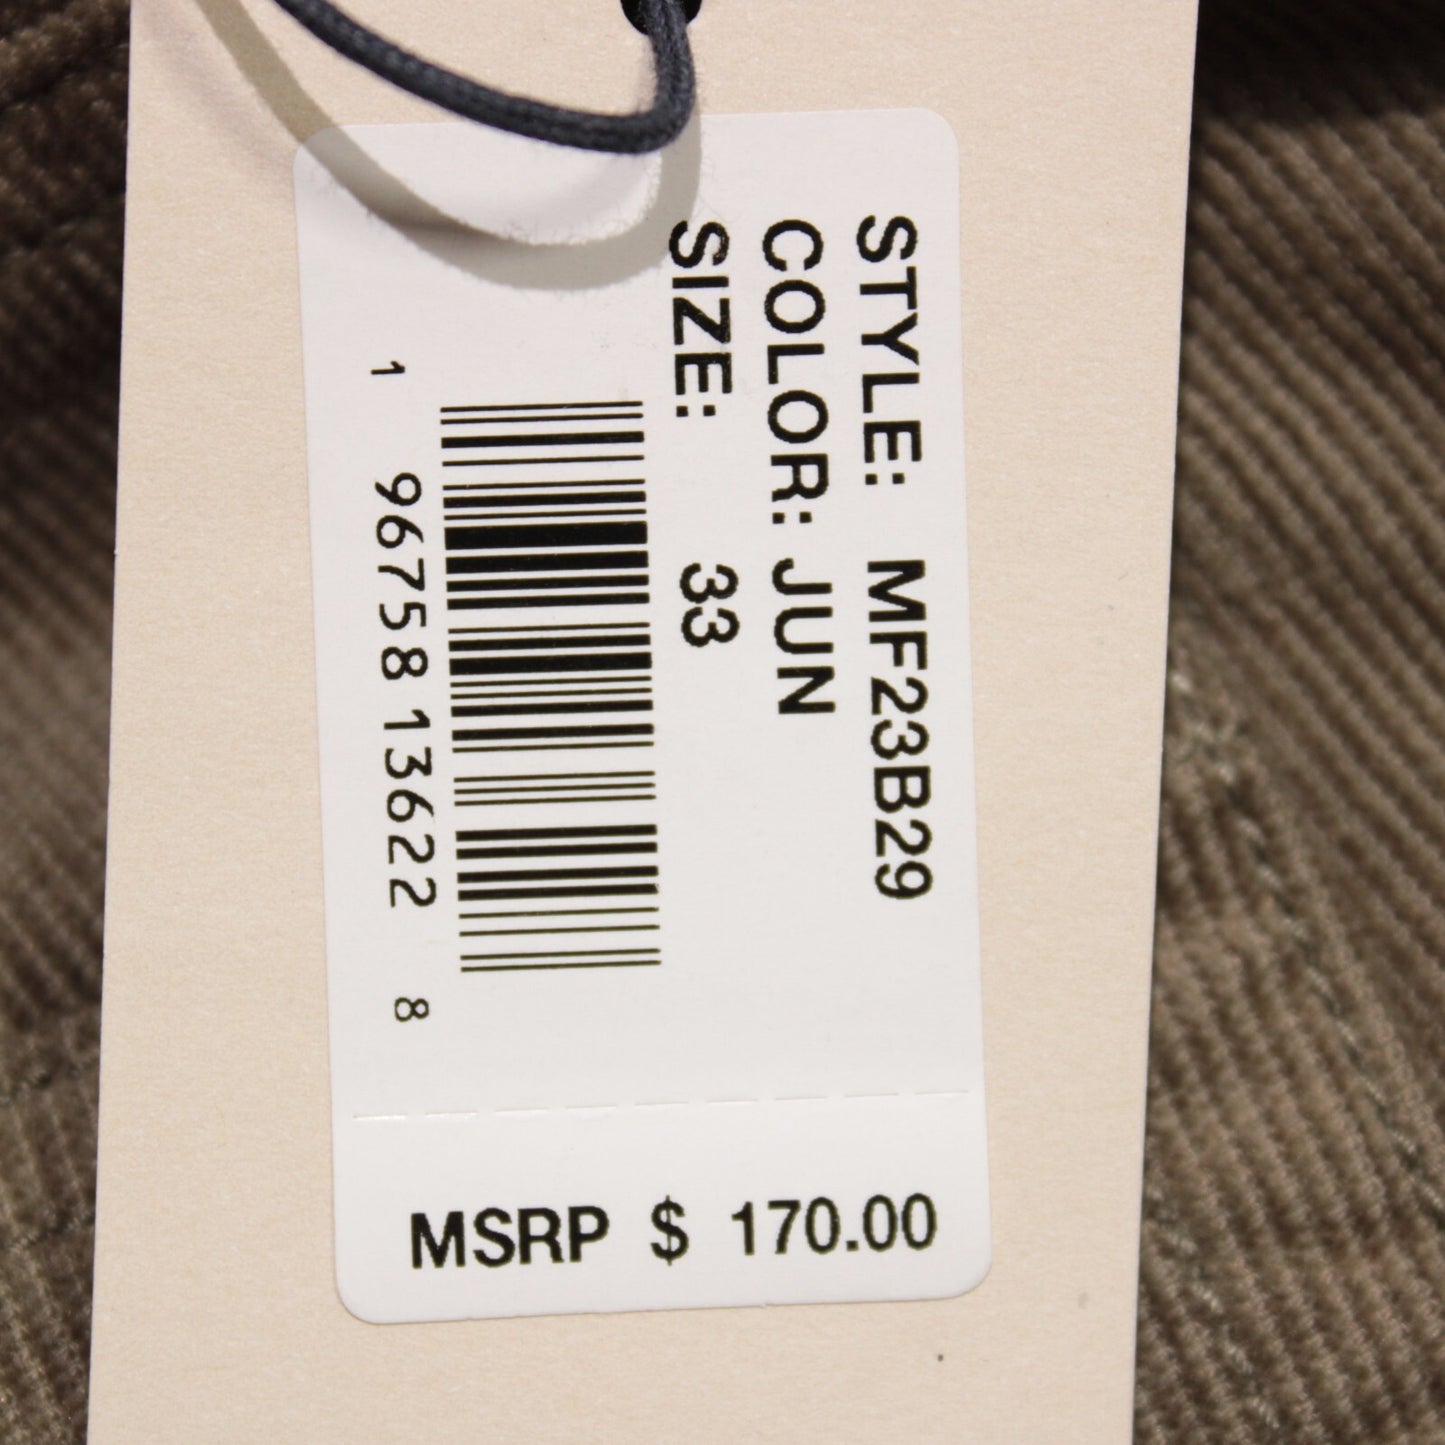 STYLE: MF23B29
COLOR: JUN
SIZE: 33
1 96758 13622 8
MSRP $ 170.00